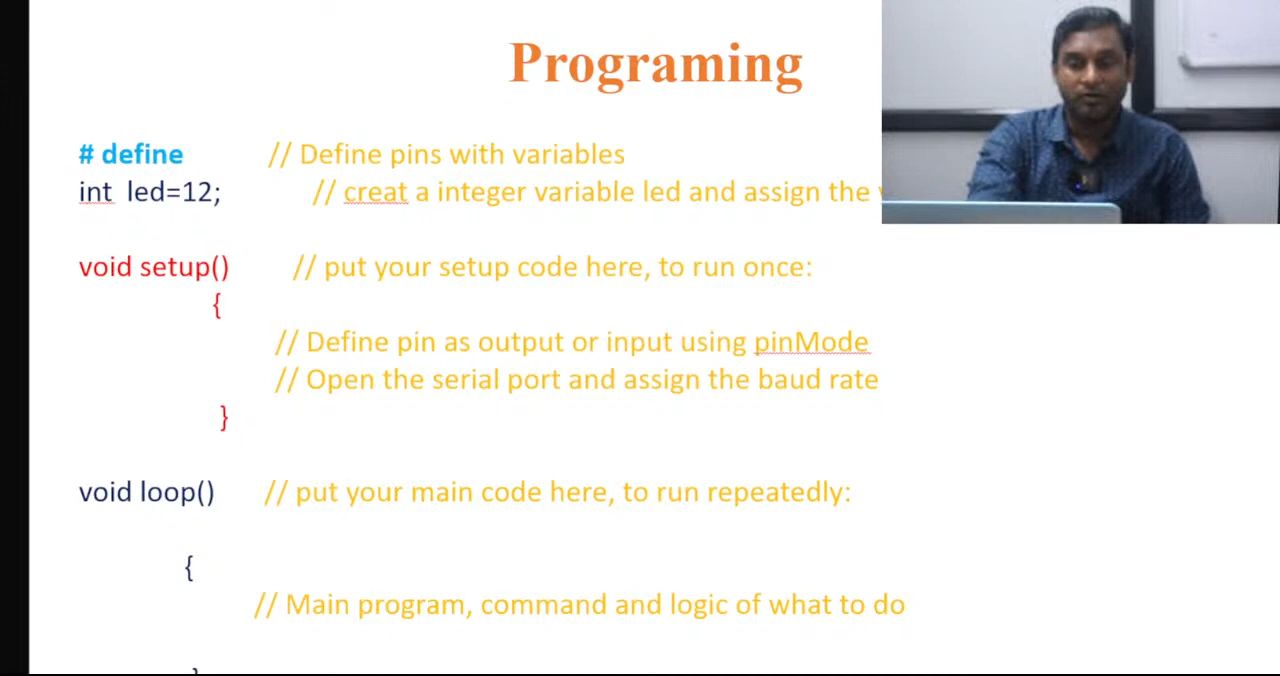 Programing
# define // Define pins with variables
int led=12; // creat a integer variable led and assign the
void setup() // put your setup code here, to run once:
{
// Define pin as output or input using pinMode
// Open the serial port and assign the baud rate
}
void loop() // put your main code here, to run repeatedly:
{
// Main program, command and logic of what to do